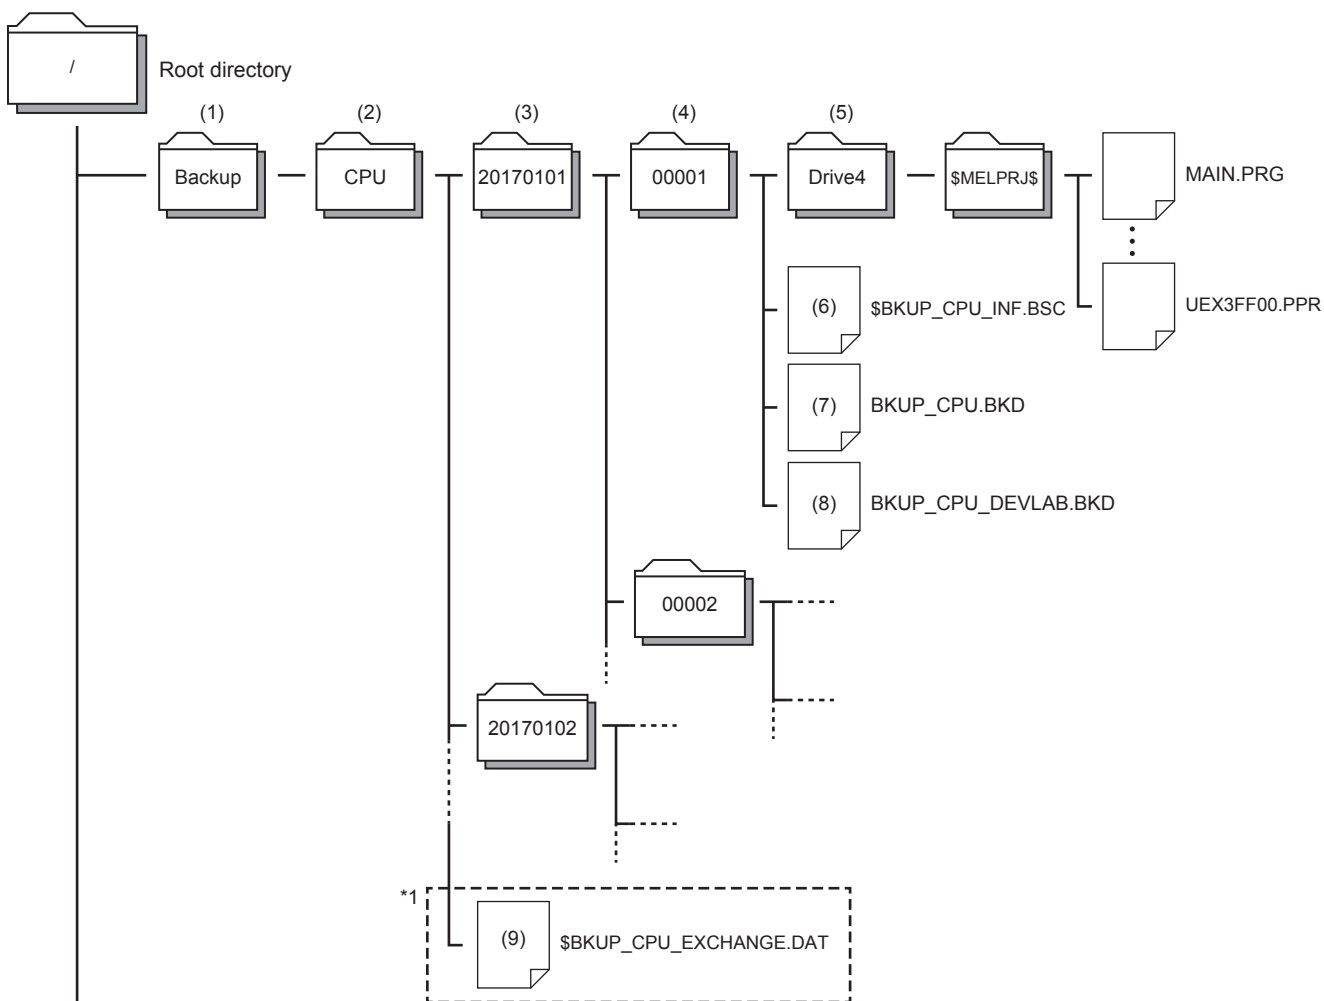 /
Root directory
(1)
(2)
(3)
(4)
(5)
Backup
CPU
20170101
00001
Drive4
$MELPRJ$
MAIN.PRG
UEX3FF00.PPR
(6)
$BKUP_CPU_INF.BSC
(7)
BKUP_CPU.BKD
(8)
BKUP_CPU_DEVLAB.BKD
00002
20170102
*1
(9)
$BKUP_CPU_EXCHANGE.DAT